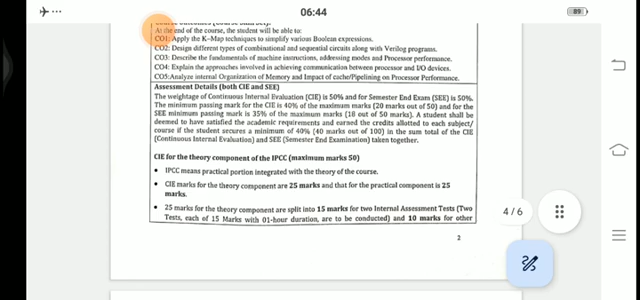 06:44
89
Course outcomes (Course Skill Set):
At the end of the course, the student will be able to:
CO1: Apply the K–Map techniques to simplify various Boolean expressions.
CO2: Design different types of combinational and sequential circuits along with Verilog programs.
CO3: Describe the fundamentals of machine instructions, addressing modes and Processor performance.
CO4: Explain the approaches involved in achieving communication between processor and I/O devices.
CO5:Analyze internal Organization of Memory and Impact of cache/Pipelining on Processor Performance.
Assessment Details (both CIE and SEE)
The weightage of Continuous Internal Evaluation (CIE) is 50% and for Semester End Exam (SEE) is 50%.
The minimum passing mark for the CIE is 40% of the maximum marks (20 marks out of 50) and for the
SEE minimum passing mark is 35% of the maximum marks (18 out of 50 marks). A student shall be
deemed to have satisfied the academic requirements and earned the credits allotted to each subject/
course if the student secures a minimum of 40% (40 marks out of 100) in the sum total of the CIE
(Continuous Internal Evaluation) and SEE (Semester End Examination) taken together.
CIE for the theory component of the IPCC (maximum marks 50)
• IPCC means practical portion integrated with the theory of the course.
• CIE marks for the theory component are 25 marks and that for the practical component is 25
marks.
• 25 marks for the theory component are split into 15 marks for two Internal Assessment Tests (Two
Tests, each of 15 Marks with 01-hour duration, are to be conducted) and 10 marks for other
4 / 6
2